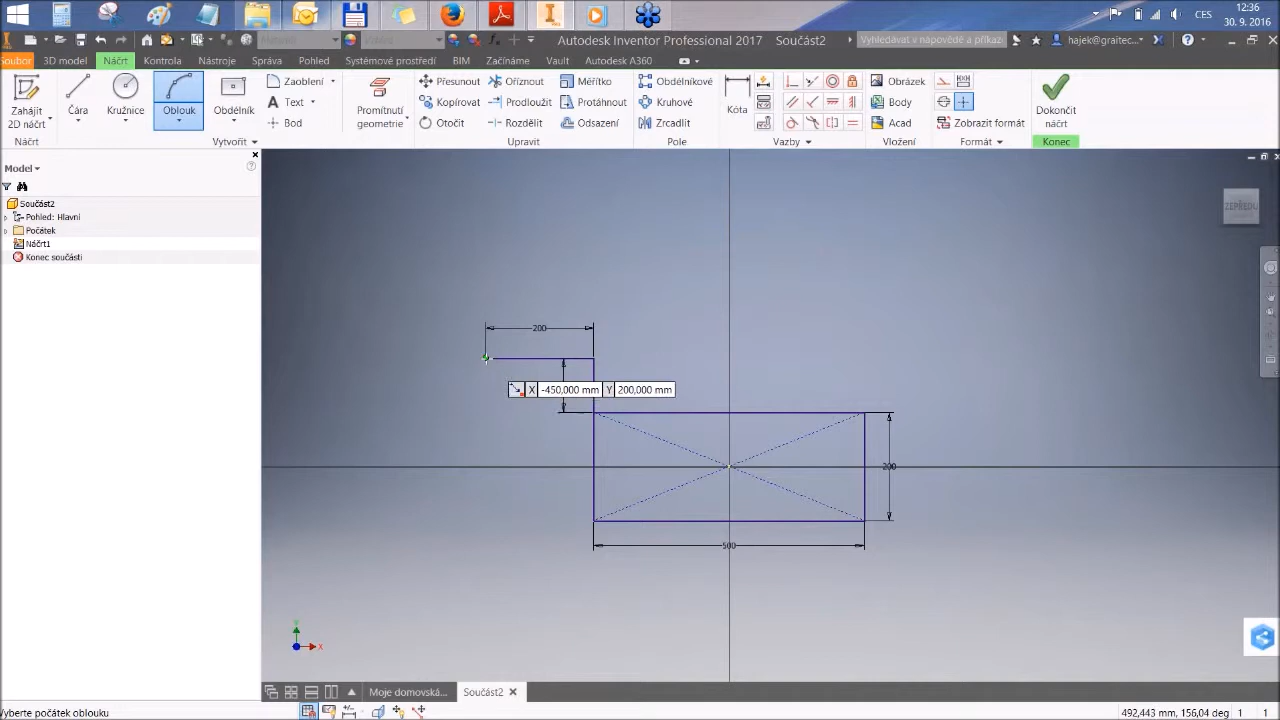 12:36
CES
30. 9. 2016
Materiál
Vzhled
Autodesk Inventor Professional 2017 Součást2
Vyhledávat v nápovědě a příkaz
hajek@graitec...
Soubor 3D model Náčrt Kontrola Nástroje Správa Pohled Systémové prostředí BIM Začínáme Vault Autodesk A360
Zahájit 2D náčrt
Čára
Kružnice
Oblouk
Obdélník
Zaoblení
Text
Bod
Promítnutí geometrie
Přesunout
Kopírovat
Otočit
Oříznout
Prodloužit
Rozdělit
Měřítko
Protáhnout
Odsazení
Obdélníkové
Kruhové
Zrcadlit
Kóta
Obrázek
Body
Acad
Zobrazit formát
Dokončit náčrt
Náčrt Vytvořit Upravit Pole Vazby Vložení Formát Konec
Model
Součást2
Pohled: Hlavní
Počátek
Náčrt1
Konec součásti
ZEPŘEDU
200
X -450,000 mm Y 200,000 mm
200
500
Y
X
Moje domovská... Součást2
Vyberte počátek oblouku
492,443 mm, 156,04 deg 1 1